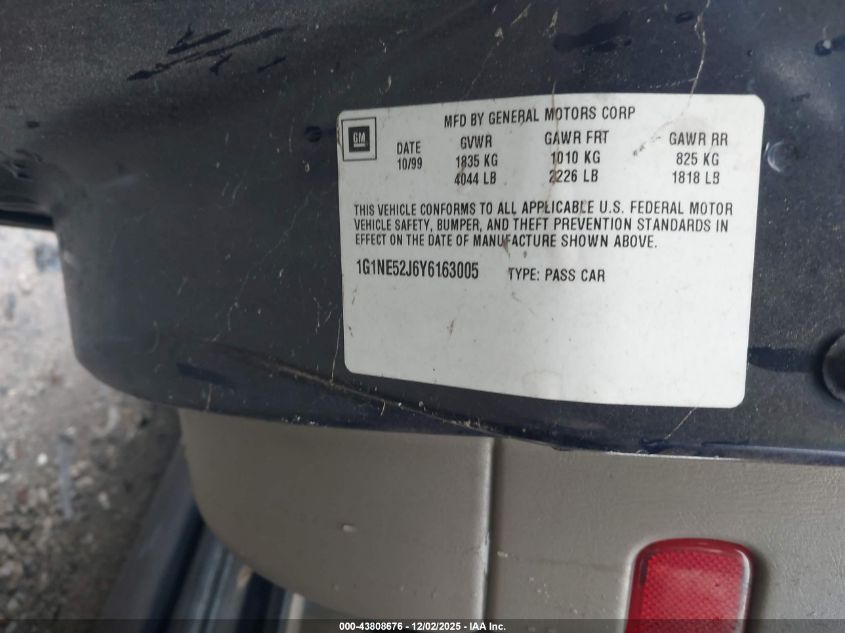 MFD BY GENERAL MOTORS CORP
GM
DATE GVWR GAWR FRT GAWR RR
10/99 1835 KG 1010 KG 825 KG
4044 LB 2226 LB 1818 LB
THIS VEHICLE CONFORMS TO ALL APPLICABLE U.S. FEDERAL MOTOR
VEHICLE SAFETY, BUMPER, AND THEFT PREVENTION STANDARDS IN
EFFECT ON THE DATE OF MANUFACTURE SHOWN ABOVE.
1G1NE52J6Y6163005 TYPE: PASS CAR
000-43808676 - 12/02/2025 - IAA Inc.